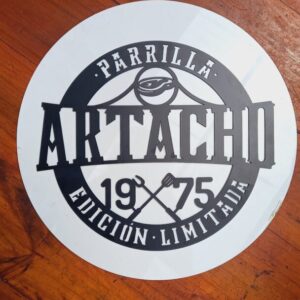 · PARRILLA ·
ARTACHO
19 75
EDICIÓN · LIMITADA